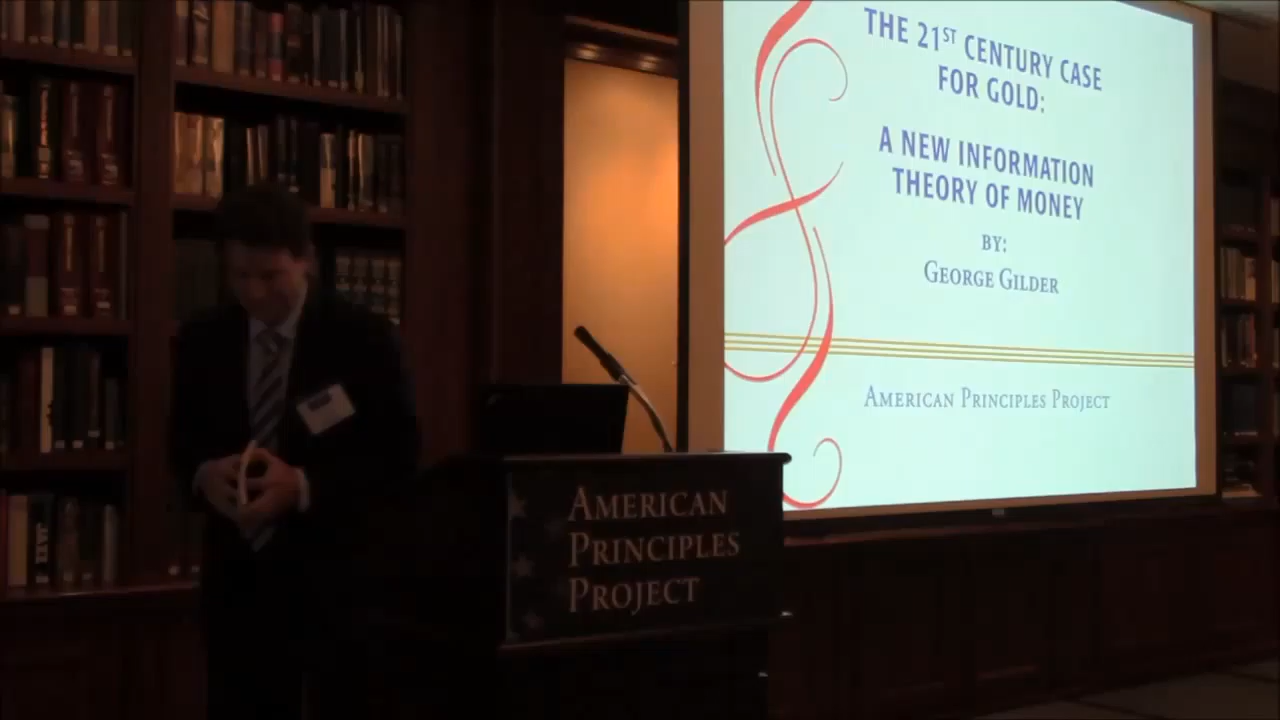 THE 21ST CENTURY CASE
FOR GOLD:
A NEW INFORMATION
THEORY OF MONEY
BY:
GEORGE GILDER
AMERICAN PRINCIPLES PROJECT
AMERICAN
PRINCIPLES
PROJECT